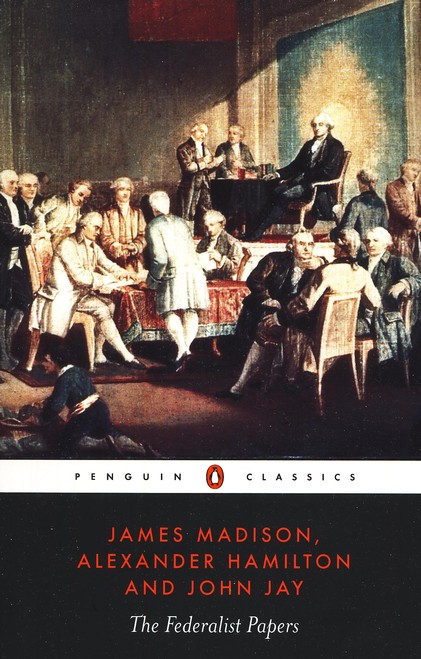 PENGUIN CLASSICS
JAMES MADISON,
ALEXANDER HAMILTON
AND JOHN JAY
The Federalist Papers